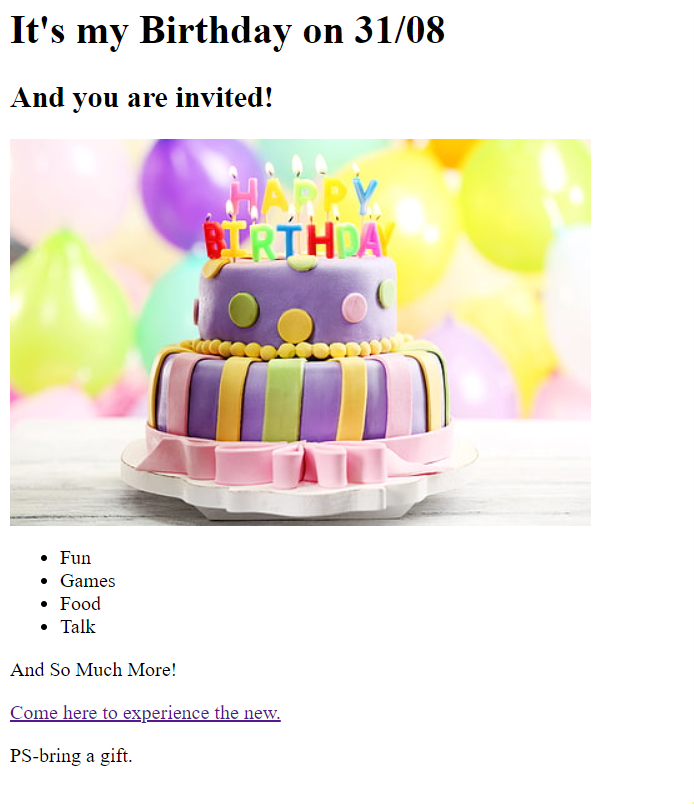 It's my Birthday on 31/08
And you are invited!
HAPPY
BIRTHDAY
Fun
Games
Food
Talk
And So Much More!
Come here to experience the new.
PS-bring a gift.